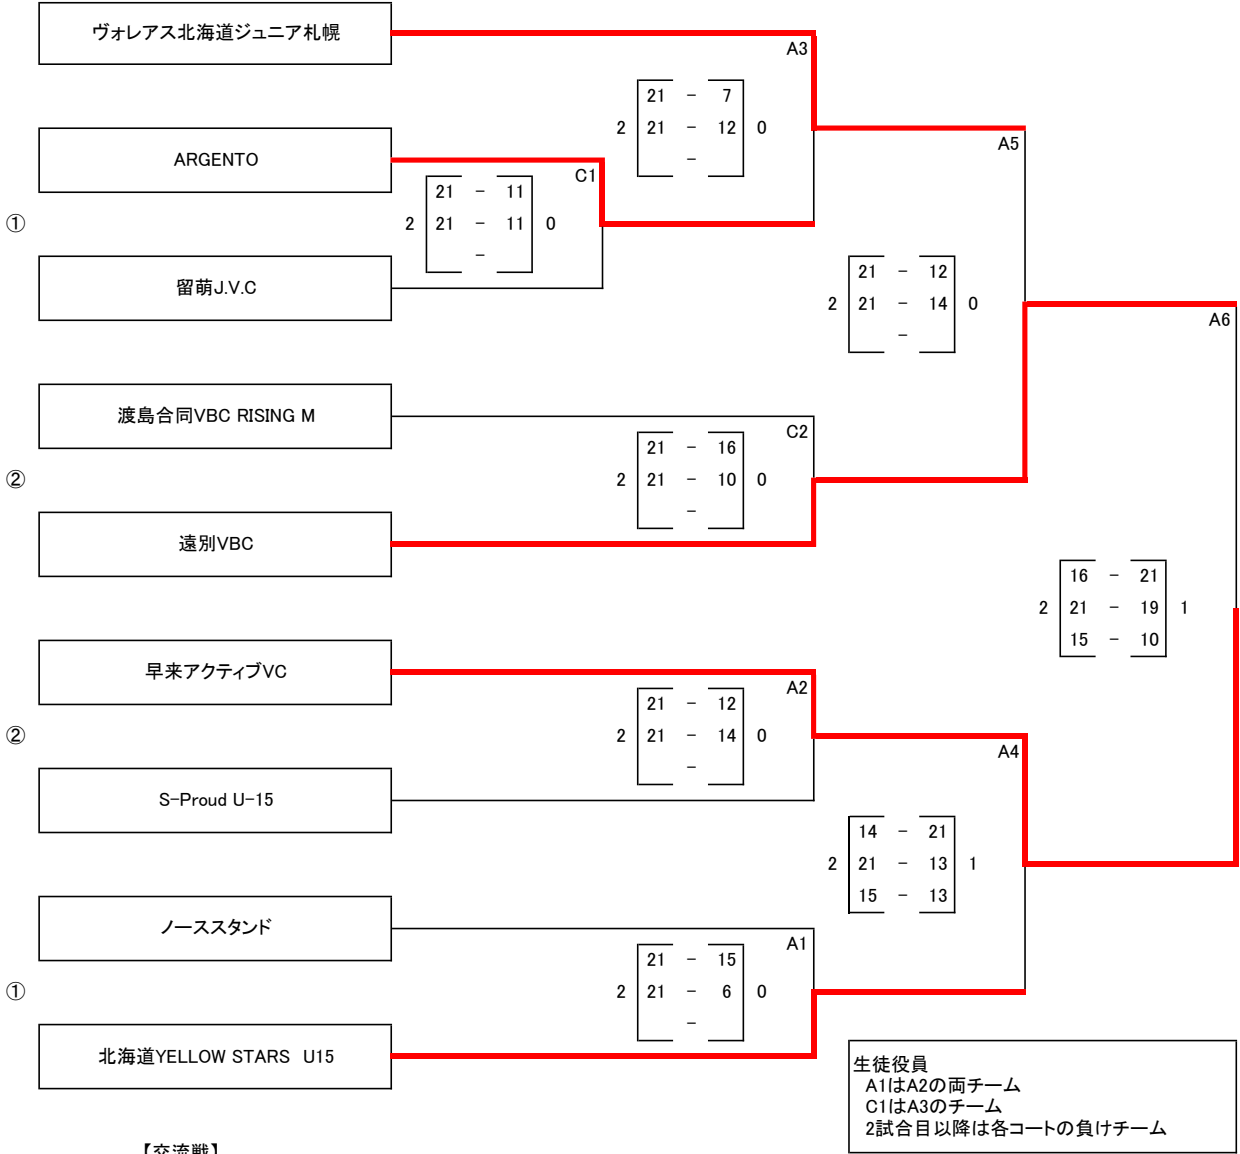 ヴォレアス北海道ジュニア札幌
A3
21 - 7
2 21 - 12 0
-
ARGENTO
A5
C1
21 - 11
① 2 21 - 11 0
-
留萌J.V.C
21 - 12
2 21 - 14 0
-
A6
渡島合同VBC RISING M
C2
21 - 16
② 2 21 - 10 0
-
遠別VBC
16 - 21
2 21 - 19 1
15 - 10
早来アクティブVC
A2
21 - 12
② 2 21 - 14 0
-
A4
S-Proud U-15
14 - 21
2 21 - 13 1
15 - 13
ノーススタンド
A1
21 - 15
① 2 21 - 6 0
-
北海道YELLOW STARS U15
生徒役員
A1はA2の両チーム
C1はA3のチーム
2試合目以降は各コートの負けチーム
【交流戦】